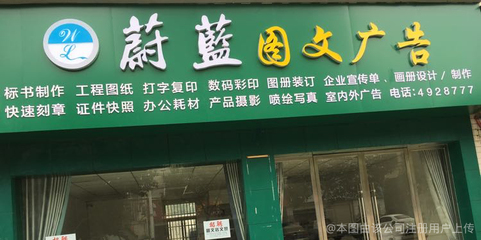 WL
蔚蓝图文广告
标书制作 工程图纸 打字复印 数码彩印 图册装订 企业宣传单、画册设计/制作
快速刻章 证件快照 办公耗材 产品摄影 喷绘写真 室内外广告 电话:4928777
@本图由该公司注册用户上传